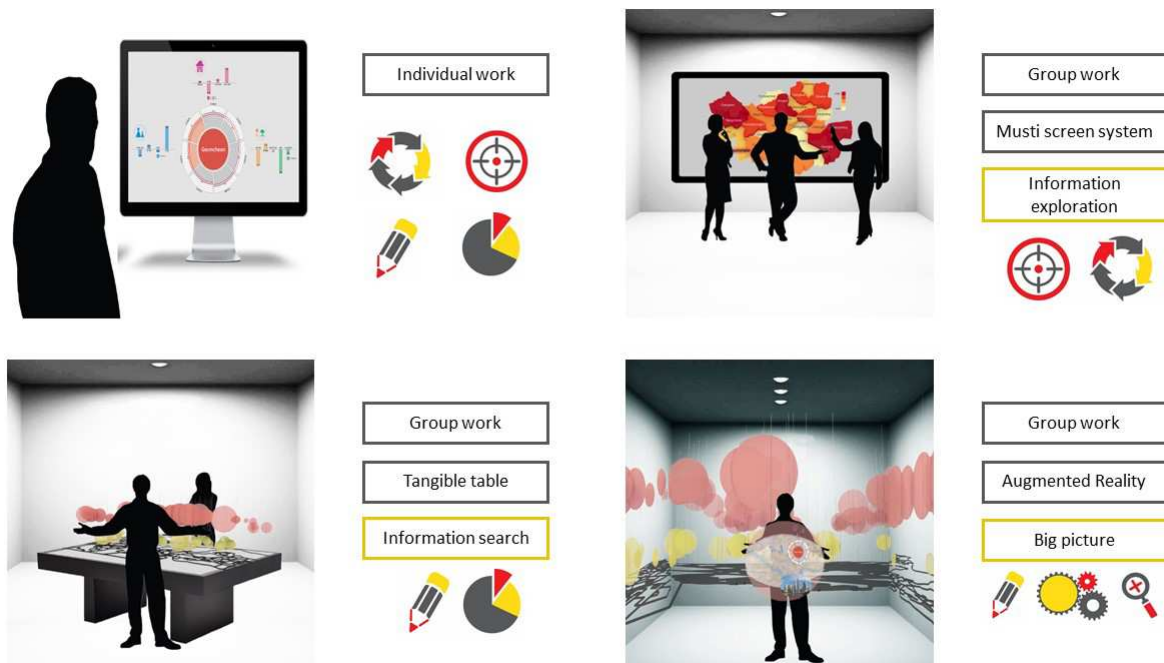 Individual work
Goomcheon
Group work
Musti screen system
Information
exploration
Group work
Tangible table
Information search
Group work
Augmented Reality
Big picture